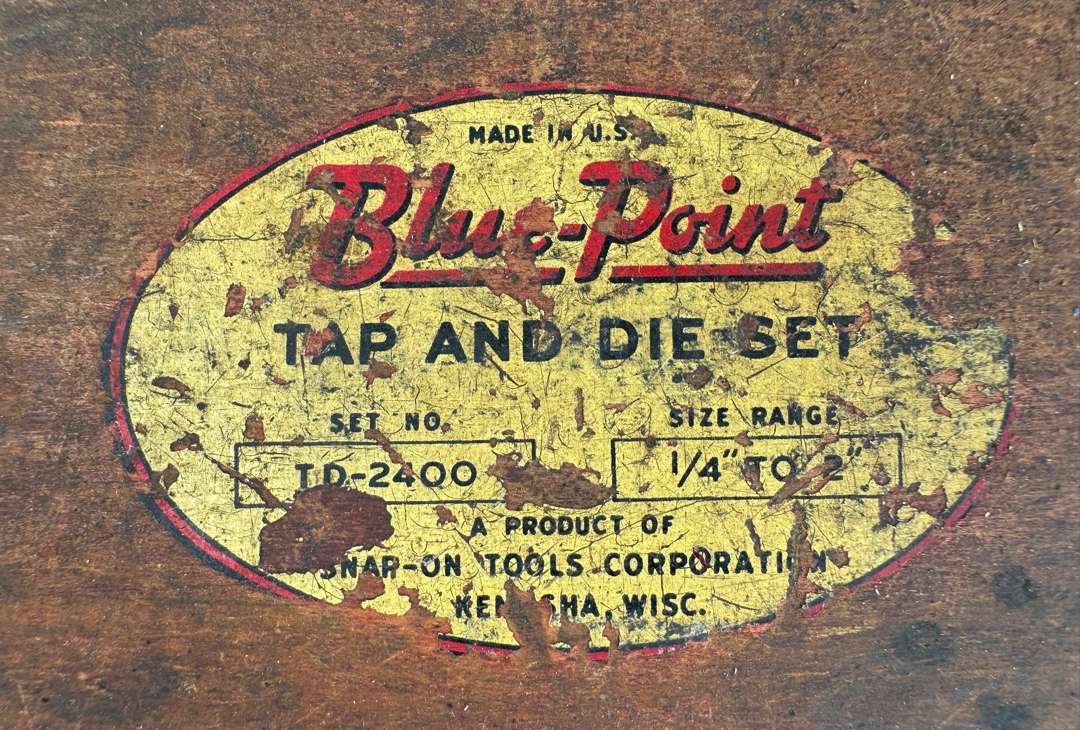 MADE IN U.S.
Blue-Point
TAP AND DIE SET
SET NO.
SIZE RANGE
TD-2400
1/4" TO 2"
A PRODUCT OF
SNAP-ON TOOLS CORPORATION
KENOSHA, WISC.